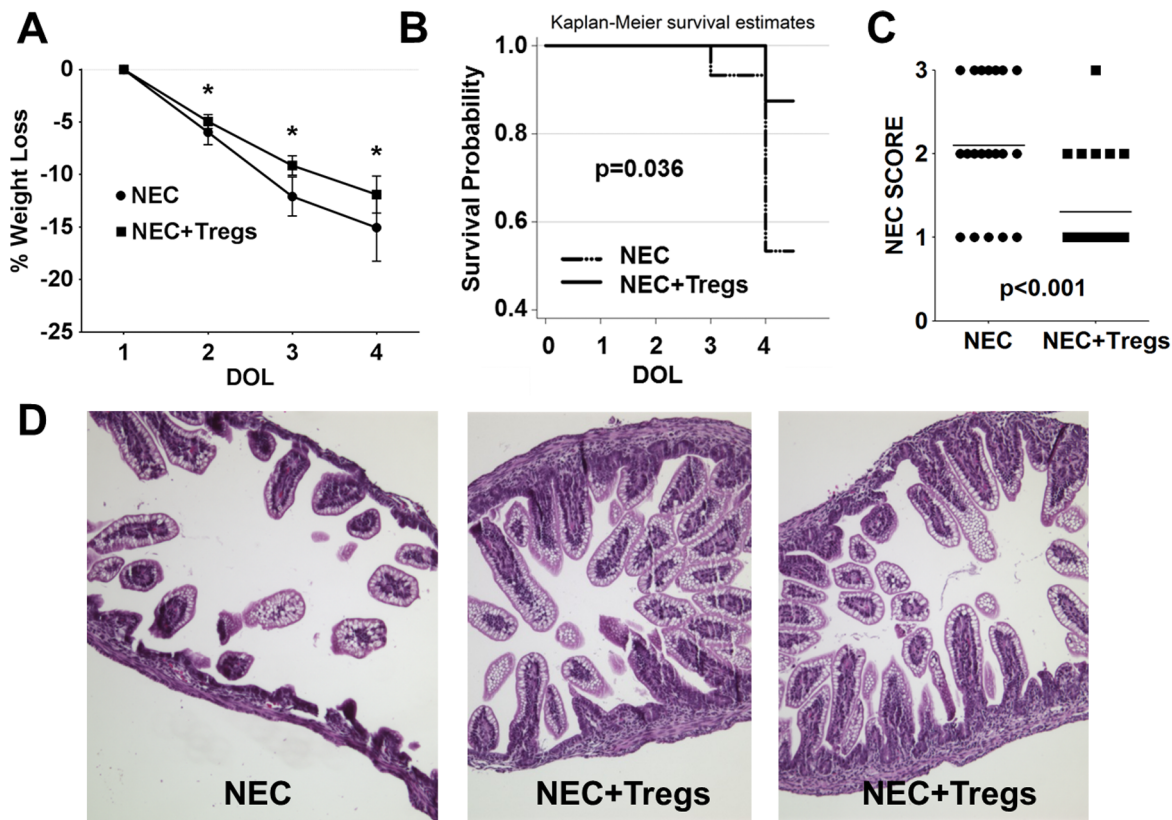 A
0
-5
-10
-15
-20
-25
% Weight Loss
*
*
*
NEC
NEC+Tregs
1 2 3 4
DOL
B
Kaplan-Meier survival estimates
1.0
0.8
0.6
0.4
Survival Probability
p=0.036
NEC
NEC+Tregs
0 1 2 3 4
DOL
C
3
2
1
0
NEC SCORE
p<0.001
NEC NEC+Tregs
D
NEC
NEC+Tregs
NEC+Tregs